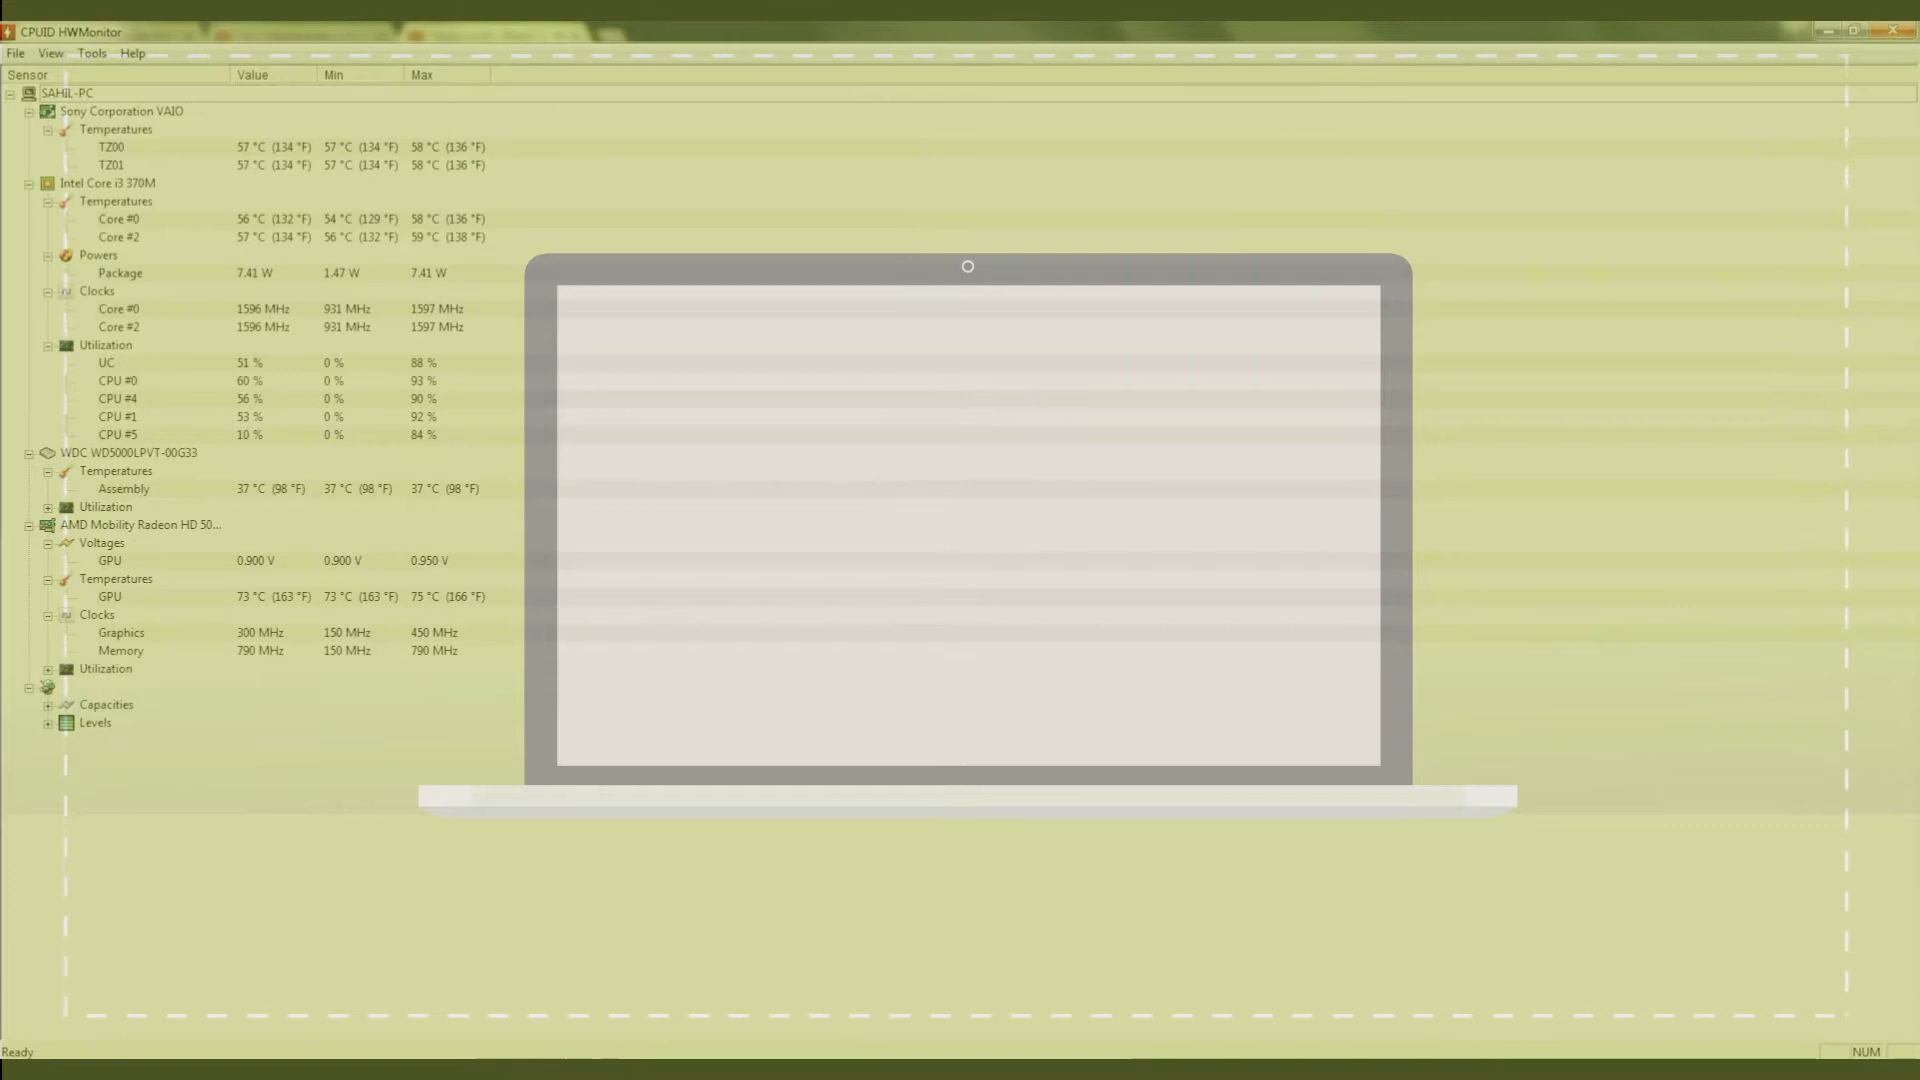 CPUID HWMonitor
File View Tools Help
Sensor Value Min Max
SAHIL-PC
Sony Corporation VAIO
Temperatures
TZ00 57 °C (134 °F) 57 °C (134 °F) 58 °C (136 °F)
TZ01 57 °C (134 °F) 57 °C (134 °F) 58 °C (136 °F)
Intel Core i3 370M
Temperatures
Core #0 56 °C (132 °F) 54 °C (129 °F) 58 °C (136 °F)
Core #2 57 °C (134 °F) 56 °C (132 °F) 59 °C (138 °F)
Powers
Package 7.41 W 1.47 W 7.41 W
Clocks
Core #0 1596 MHz 931 MHz 1597 MHz
Core #2 1596 MHz 931 MHz 1597 MHz
Utilization
UC 51 % 0 % 88 %
CPU #0 60 % 0 % 93 %
CPU #4 56 % 0 % 90 %
CPU #1 53 % 0 % 92 %
CPU #5 10 % 0 % 84 %
WDC WD5000LPVT-00G33
Temperatures
Assembly 37 °C (98 °F) 37 °C (98 °F) 37 °C (98 °F)
Utilization
AMD Mobility Radeon HD 50...
Voltages
GPU 0.900 V 0.900 V 0.950 V
Temperatures
GPU 73 °C (163 °F) 73 °C (163 °F) 75 °C (166 °F)
Clocks
Graphics 300 MHz 150 MHz 450 MHz
Memory 790 MHz 150 MHz 790 MHz
Utilization
Capacities
Levels
Ready NUM